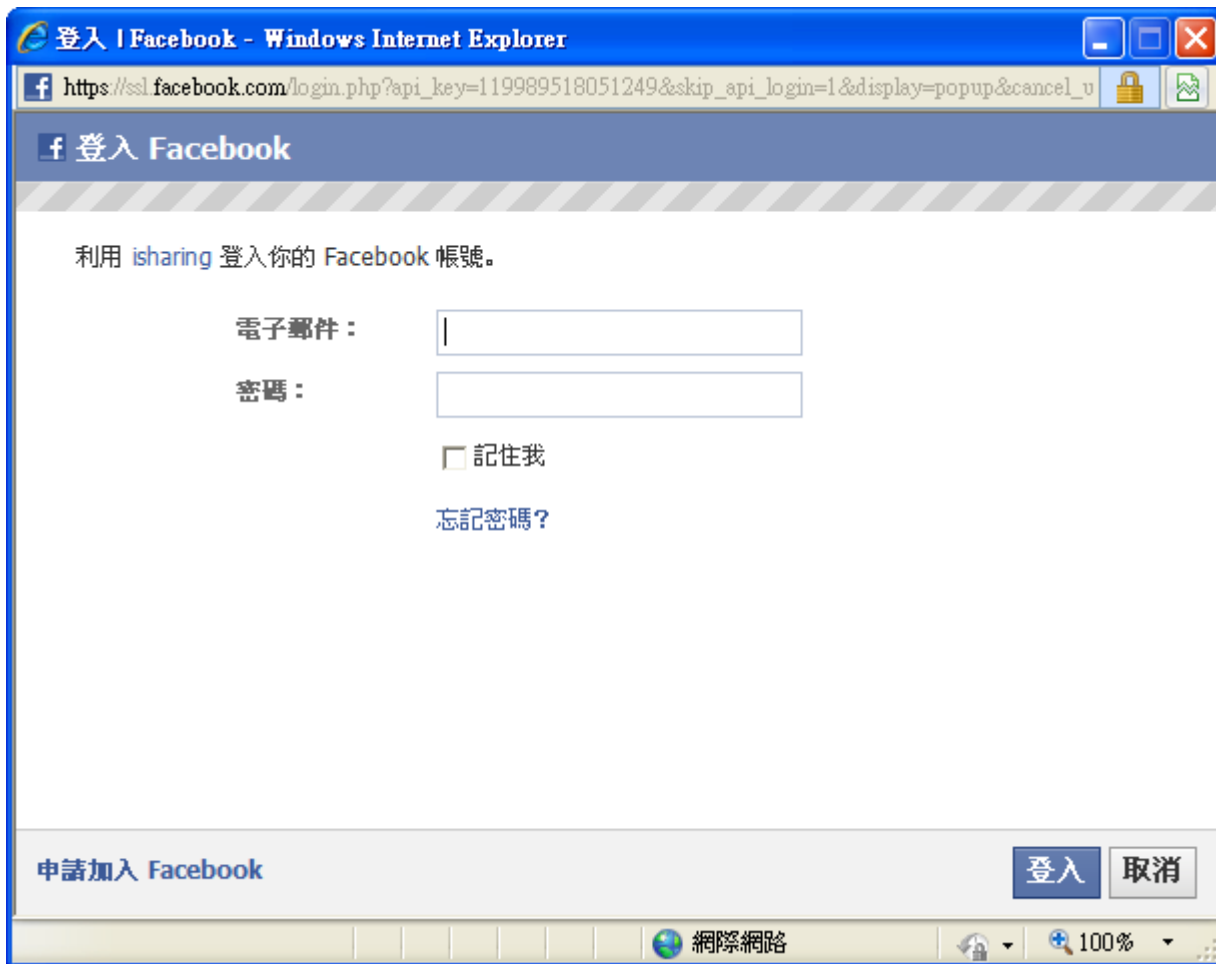 登入 | Facebook - Windows Internet Explorer
https://ssl.facebook.com/login.php?api_key=119989518051249&skip_api_login=1&display=popup&cancel_u
登入 Facebook
利用 isharing 登入你的 Facebook 帳號。
電子郵件：
密碼：
記住我
忘記密碼?
申請加入 Facebook
登入 取消
網際網路 100%